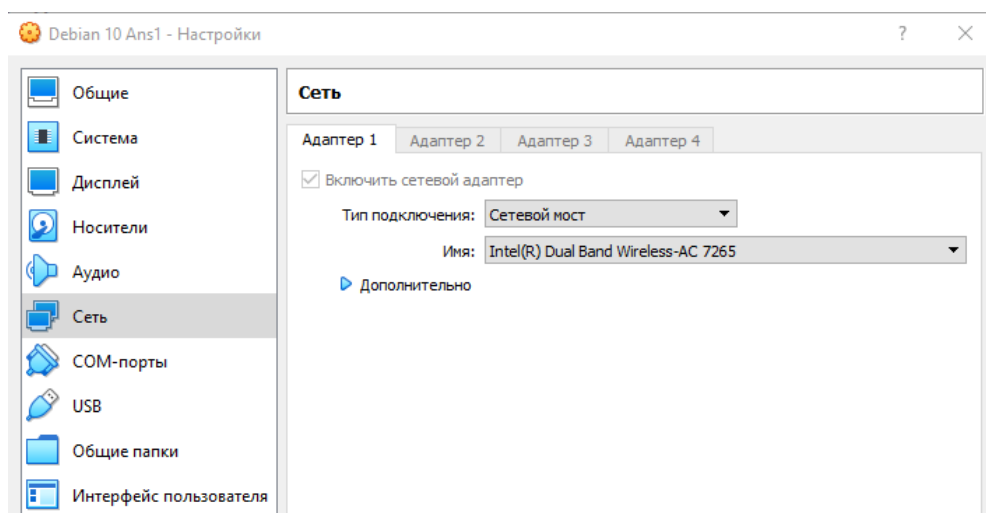 Debian 10 Ans1 - Настройки
?
Общие
Система
Дисплей
Носители
Аудио
Сеть
COM-порты
USB
Общие папки
Интерфейс пользователя
Сеть
Адаптер 1 Адаптер 2 Адаптер 3 Адаптер 4
Включить сетевой адаптер
Тип подключения: Сетевой мост
Имя: Intel(R) Dual Band Wireless-AC 7265
Дополнительно